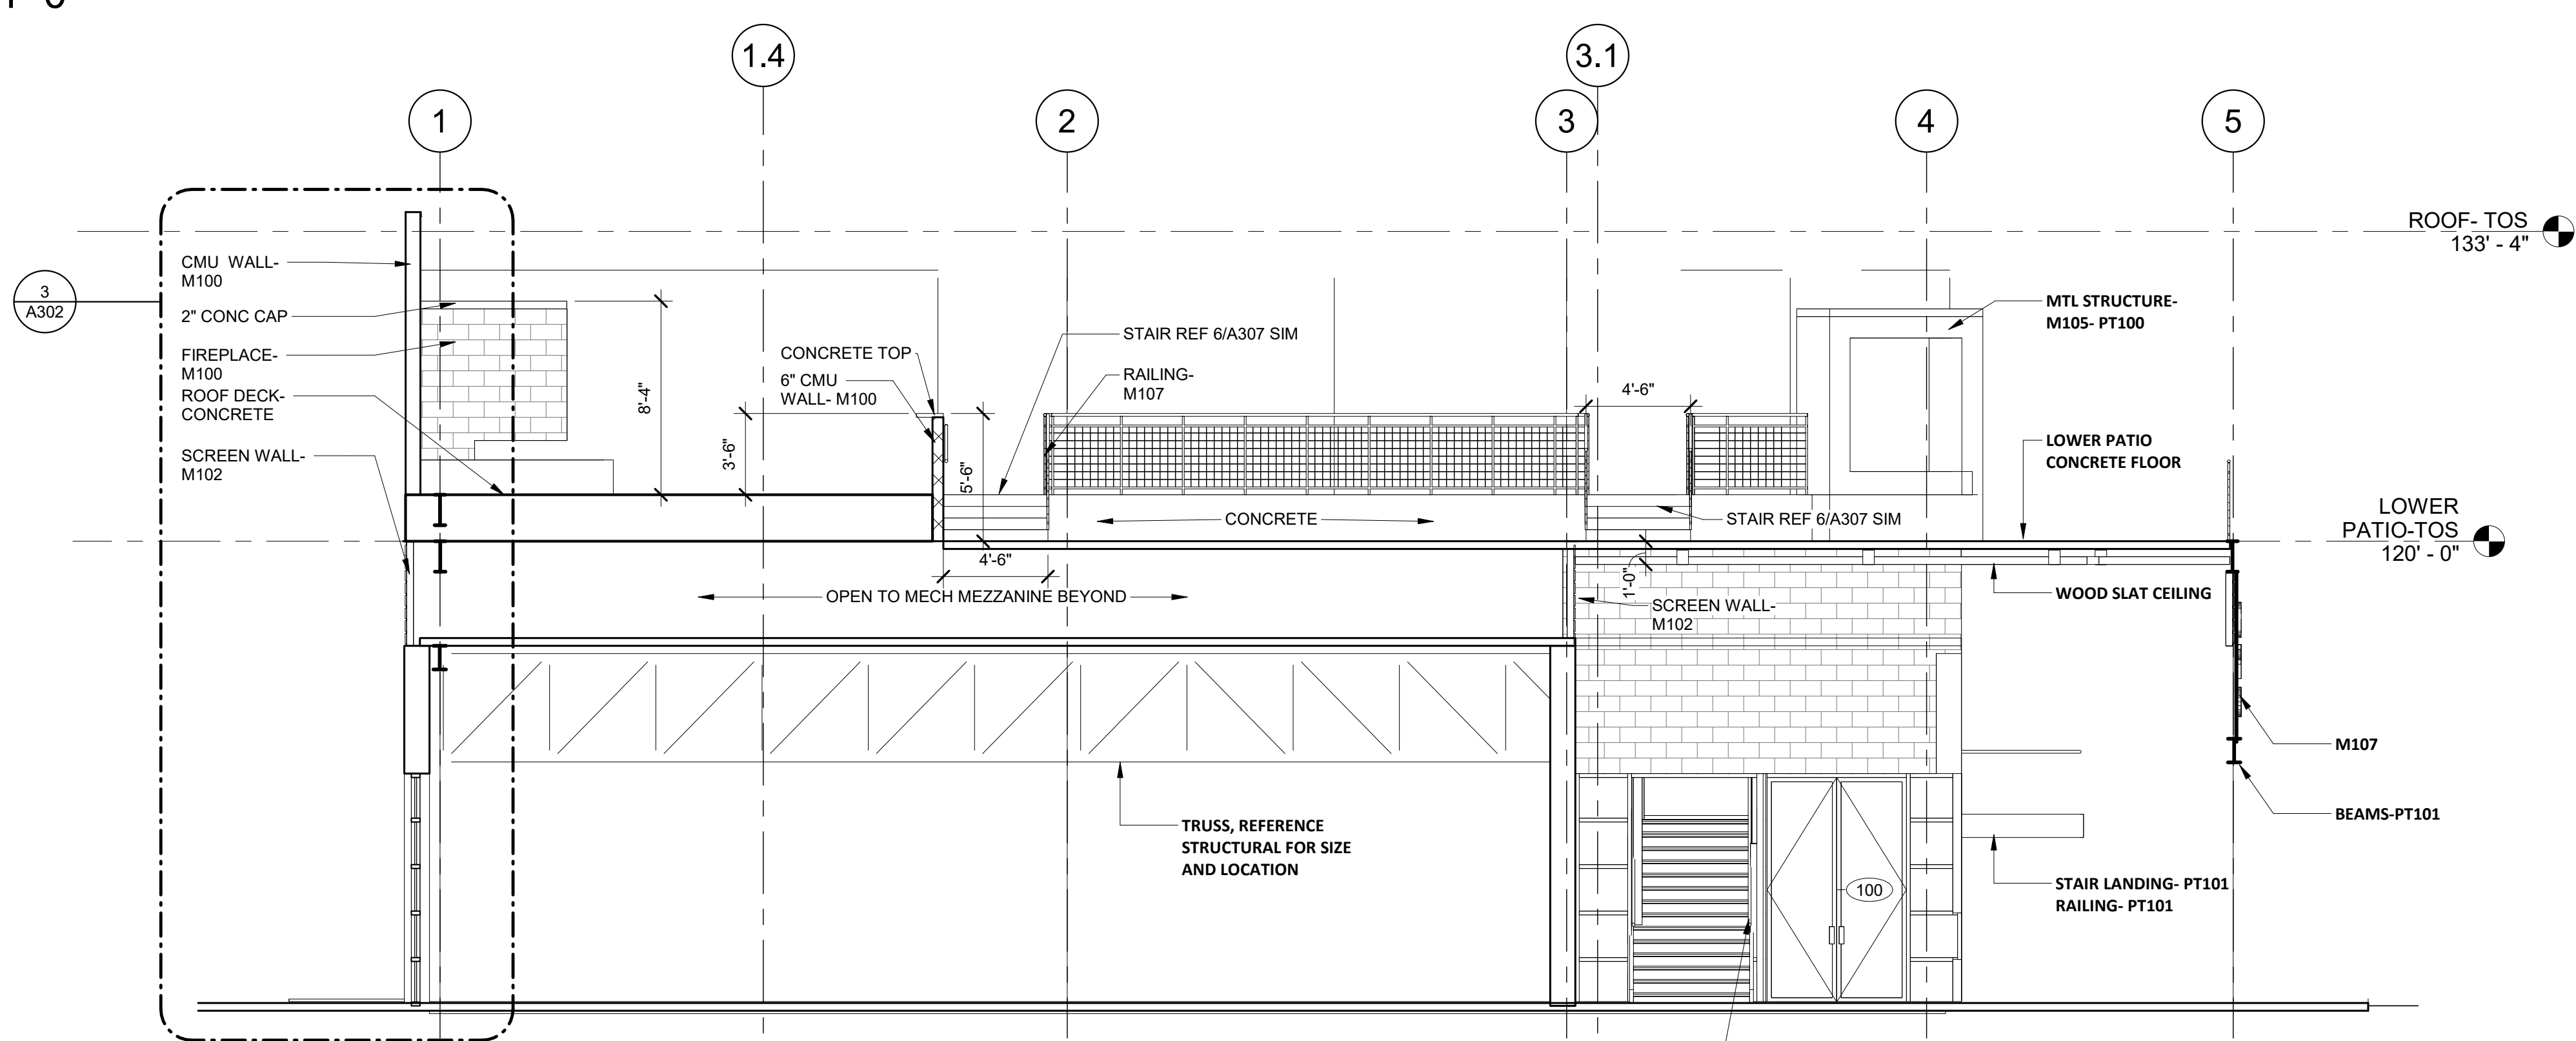 1.4
3.1
1
2
3
4
5
ROOF- TOS
133' - 4"
CMU WALL-
M100
3
A302
2" CONC CAP
FIREPLACE-
M100
ROOF DECK-
CONCRETE
SCREEN WALL-
M102
8'-4"
CONCRETE TOP
6" CMU
WALL- M100
3'-6"
5'-6"
STAIR REF 6/A307 SIM
RAILING-
M107
4'-6"
MTL STRUCTURE-
M105- PT100
LOWER PATIO
CONCRETE FLOOR
CONCRETE
STAIR REF 6/A307 SIM
LOWER
PATIO-TOS
120' - 0"
4'-6"
OPEN TO MECH MEZZANINE BEYOND
1'-0"
SCREEN WALL-
M102
WOOD SLAT CEILING
M107
BEAMS-PT101
TRUSS, REFERENCE
STRUCTURAL FOR SIZE
AND LOCATION
100
STAIR LANDING- PT101
RAILING- PT101